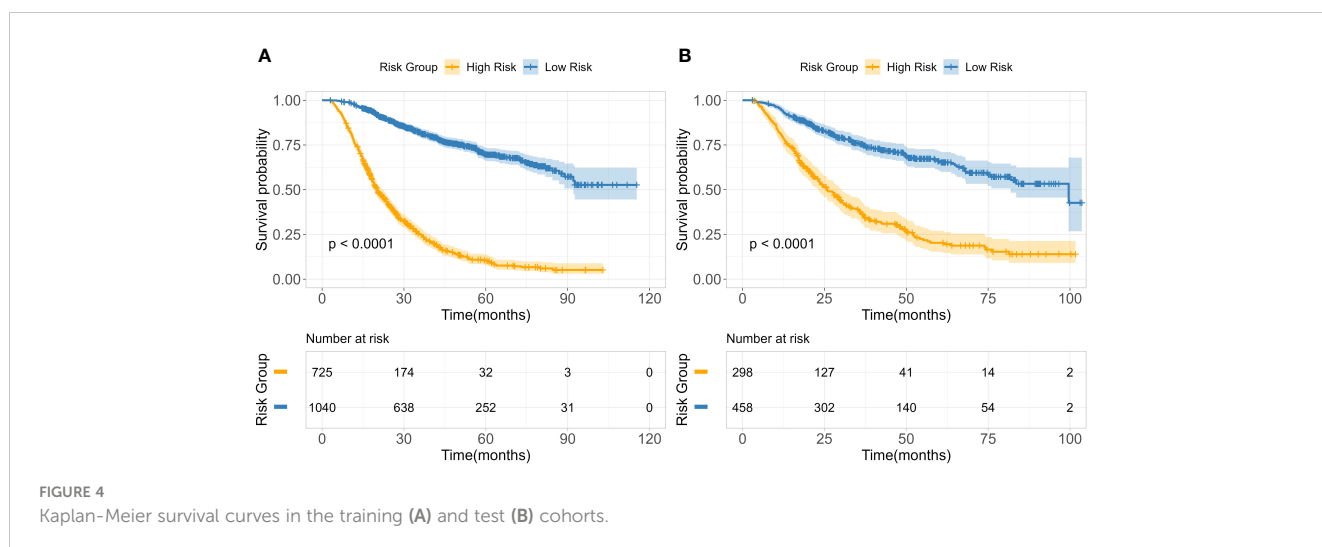 A
Risk Group High Risk Low Risk
1.00
0.75
0.50
0.25
0.00
Survival probability
p < 0.0001
0 30 60 90 120
Time(months)
Number at risk
Risk Group
725 174 32 3 0
1040 638 252 31 0
0 30 60 90 120
Time(months)
B
Risk Group High Risk Low Risk
1.00
0.75
0.50
0.25
0.00
Survival probability
p < 0.0001
0 25 50 75 100
Time(months)
Number at risk
Risk Group
298 127 41 14 2
458 302 140 54 2
0 25 50 75 100
Time(months)
FIGURE 4
Kaplan-Meier survival curves in the training (A) and test (B) cohorts.